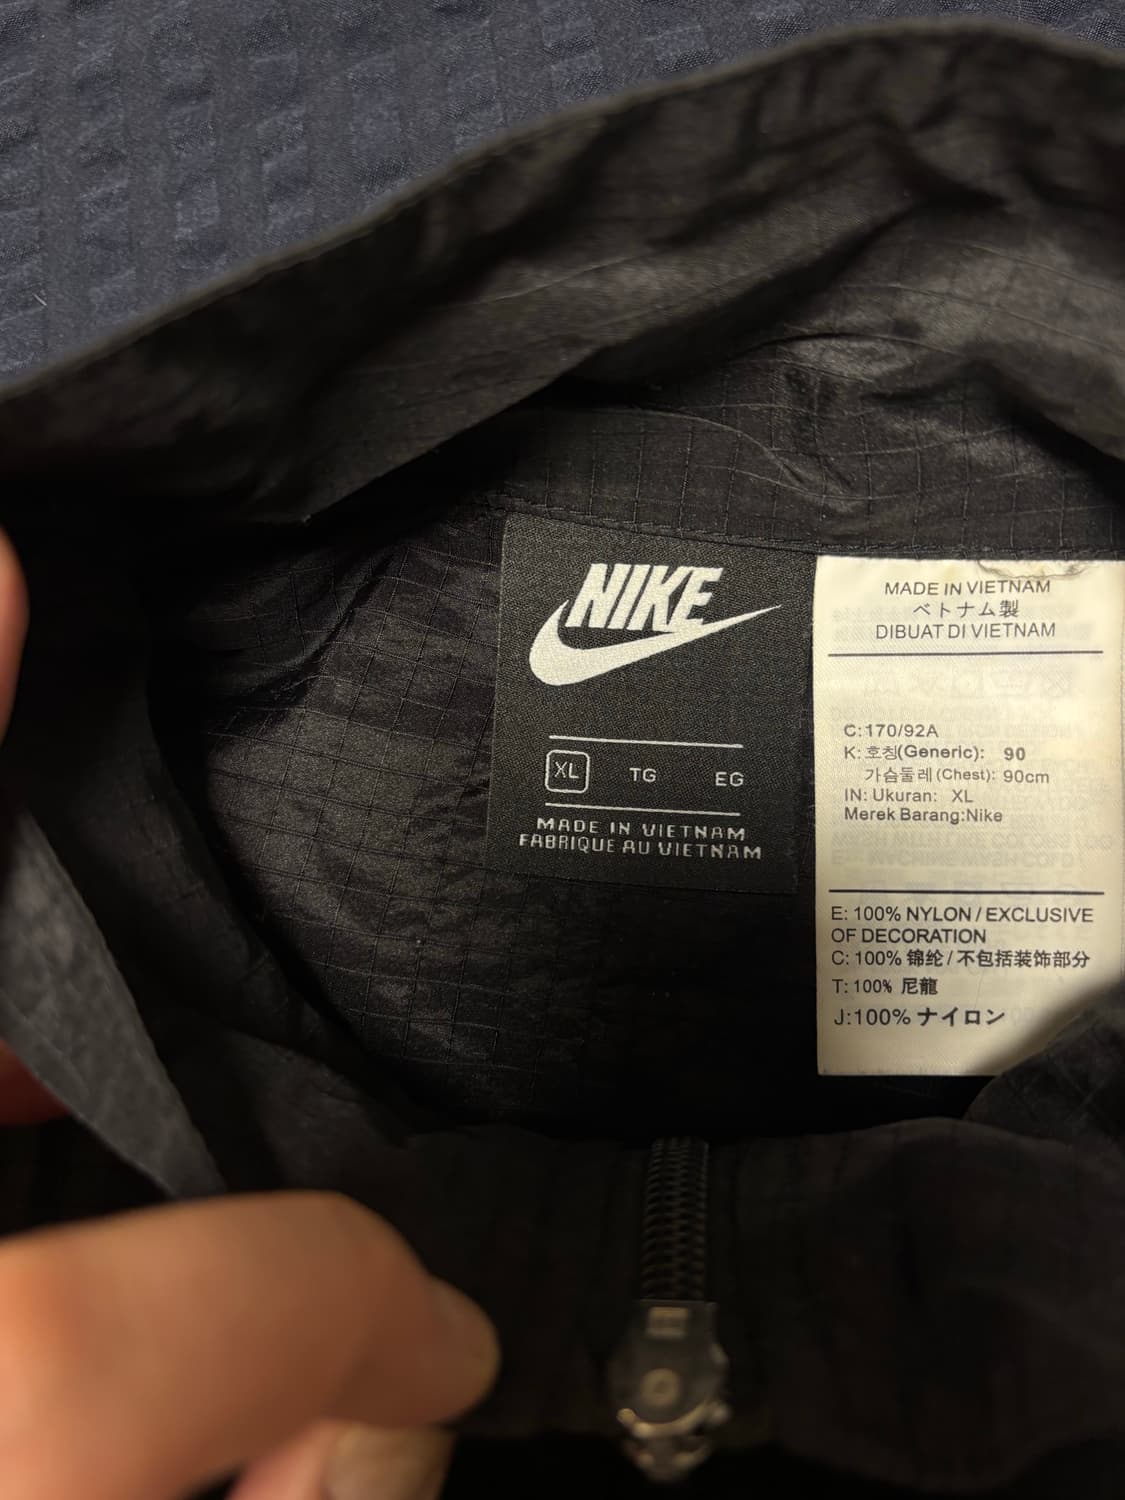 NIKE
XL TG EG
MADE IN VIETNAM
FABRIQUE AU VIETNAM
MADE IN VIETNAM
ベトナム製
DIBUAT DI VIETNAM
C:170/92A
K: 호칭(Generic): 90
가슴둘레(Chest): 90cm
IN: Ukuran: XL
Merek Barang:Nike
E: 100% NYLON / EXCLUSIVE
OF DECORATION
C: 100% 锦纶 / 不包括装饰部分
T: 100% 尼龍
J:100% ナイロン